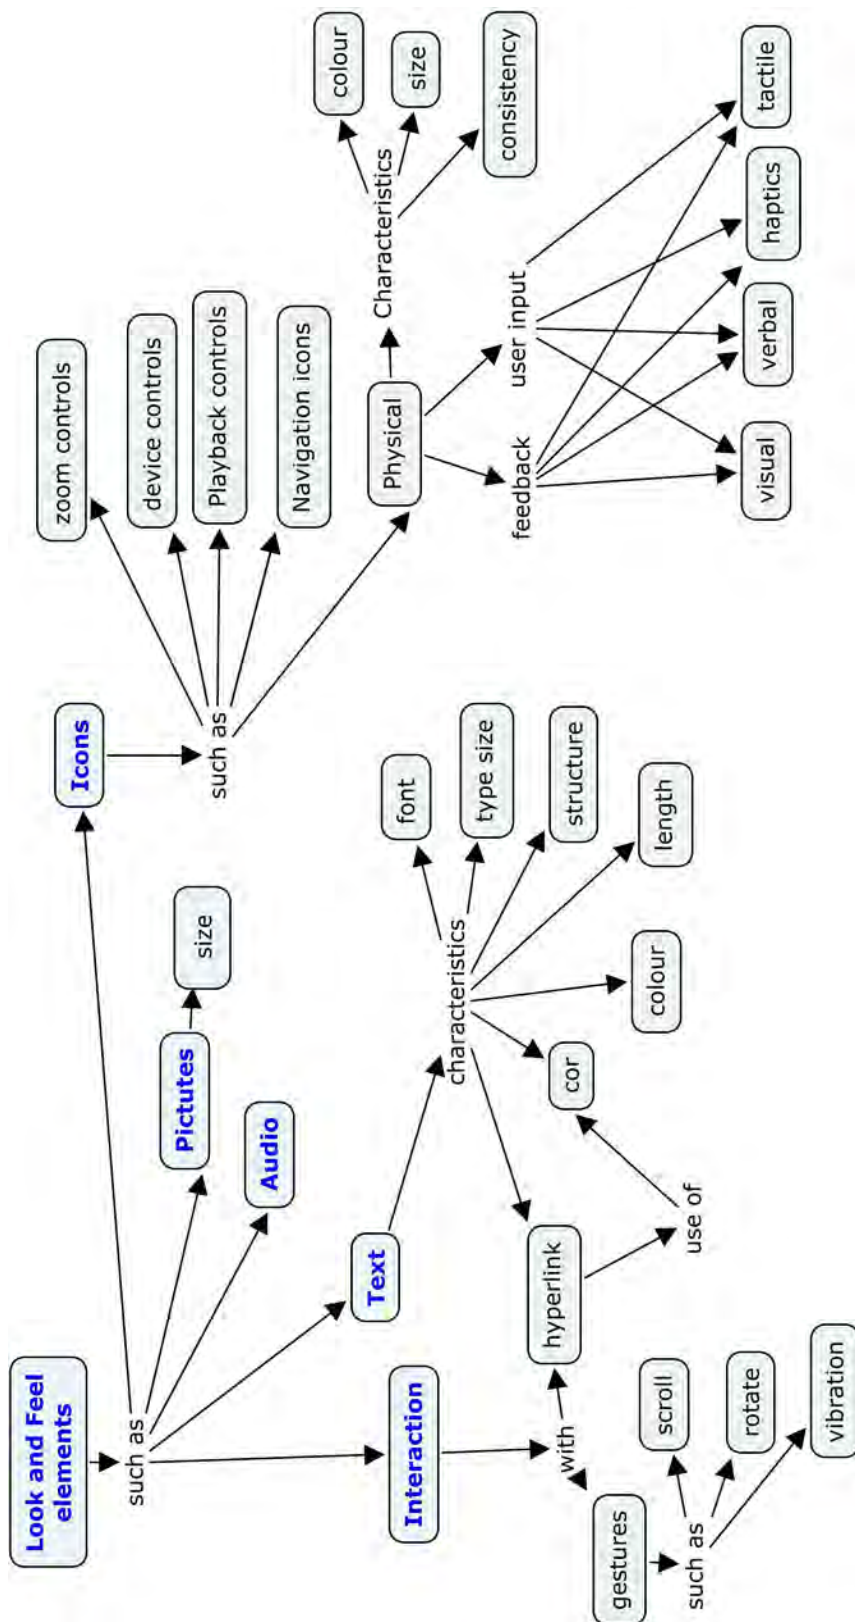 Look and Feel
elements
such as
Icons
such as
zoom controls
device controls
Playback controls
Navigation icons
Physical
Characteristics
colour
size
consistency
user input
feedback
tactile
haptics
verbal
visual
Pictutes
size
Audio
Text
characteristics
font
type size
structure
length
colour
cor
hyperlink
use of
Interaction
with
gestures
such as
scroll
rotate
vibration